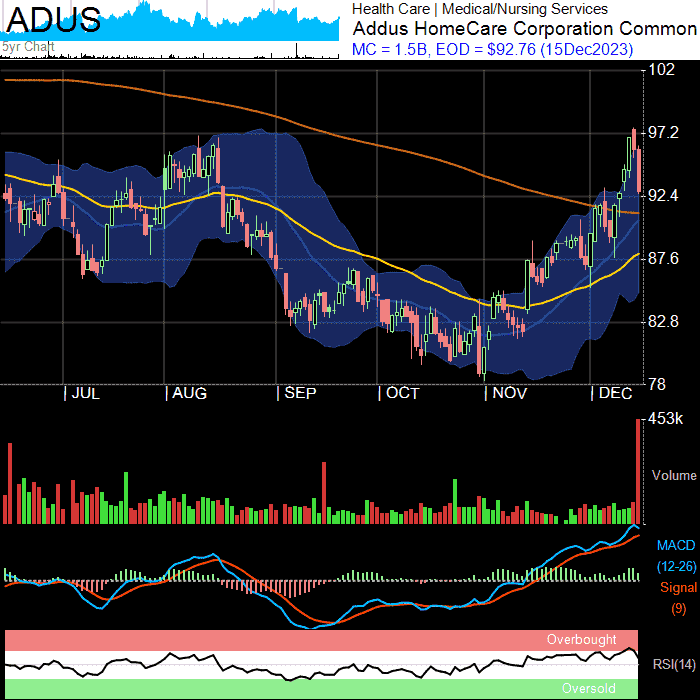 ADUS
5yr Chart
Health Care | Medical/Nursing Services
Addus HomeCare Corporation Common
MC = 1.5B, EOD = $92.76 (15Dec2023)
102
97.2
92.4
87.6
82.8
78
| JUL | AUG | SEP | OCT | NOV | DEC
453k
Volume
MACD
(12-26)
Signal
(9)
Overbought
RSI(14)
Oversold